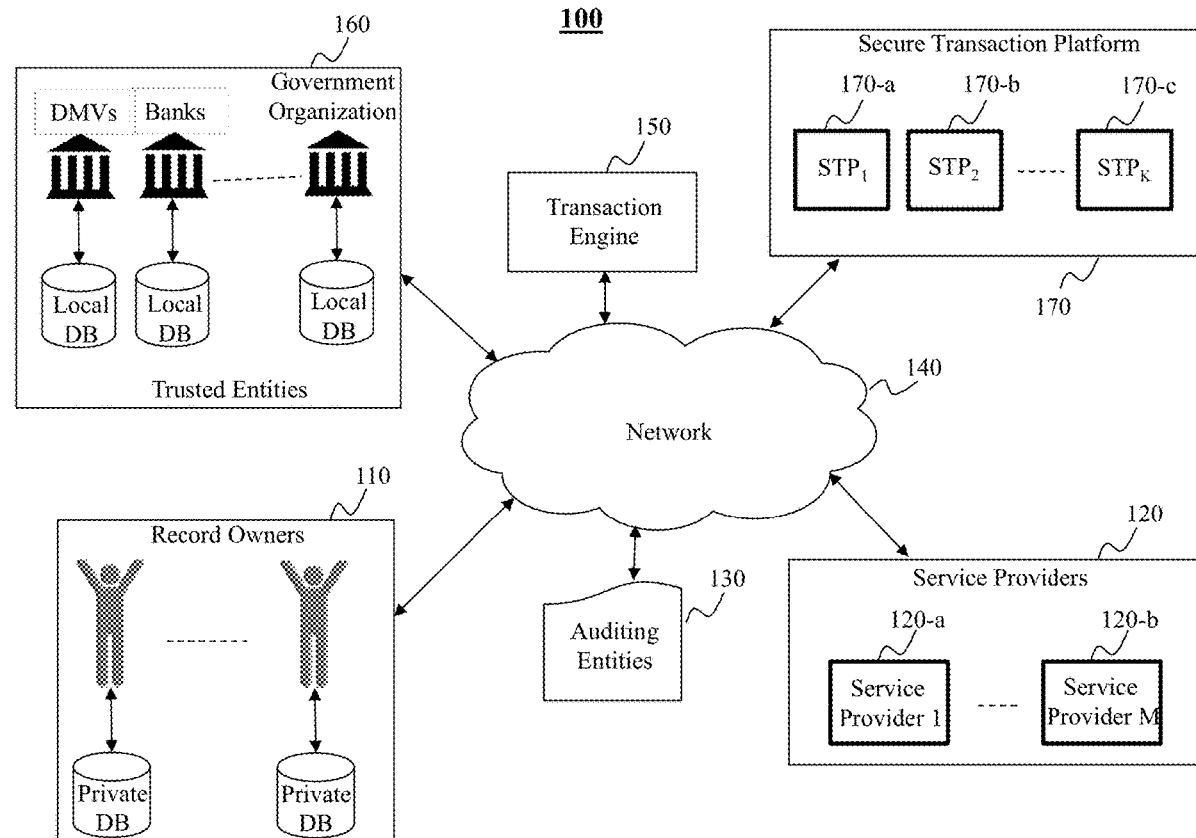 100
160
Government
DMVs Banks Organization
Local DB
Local DB
Local DB
Trusted Entities
150
Transaction
Engine
Secure Transaction Platform
170-a 170-b 170-c
STP1 STP2 STPK
170
140
Network
110
Record Owners
Private DB
Private DB
130
Auditing
Entities
120
Service Providers
120-a 120-b
Service
Provider 1
Service
Provider M